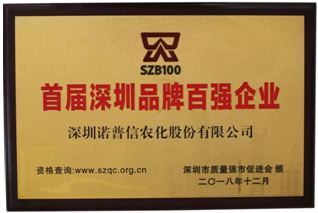 SZB100
首届深圳品牌百强企业
深圳诺普信农化股份有限公司
资格查询:www.szqc.org.cn
深圳市质量强市促进会 颁
二〇一八年十二月